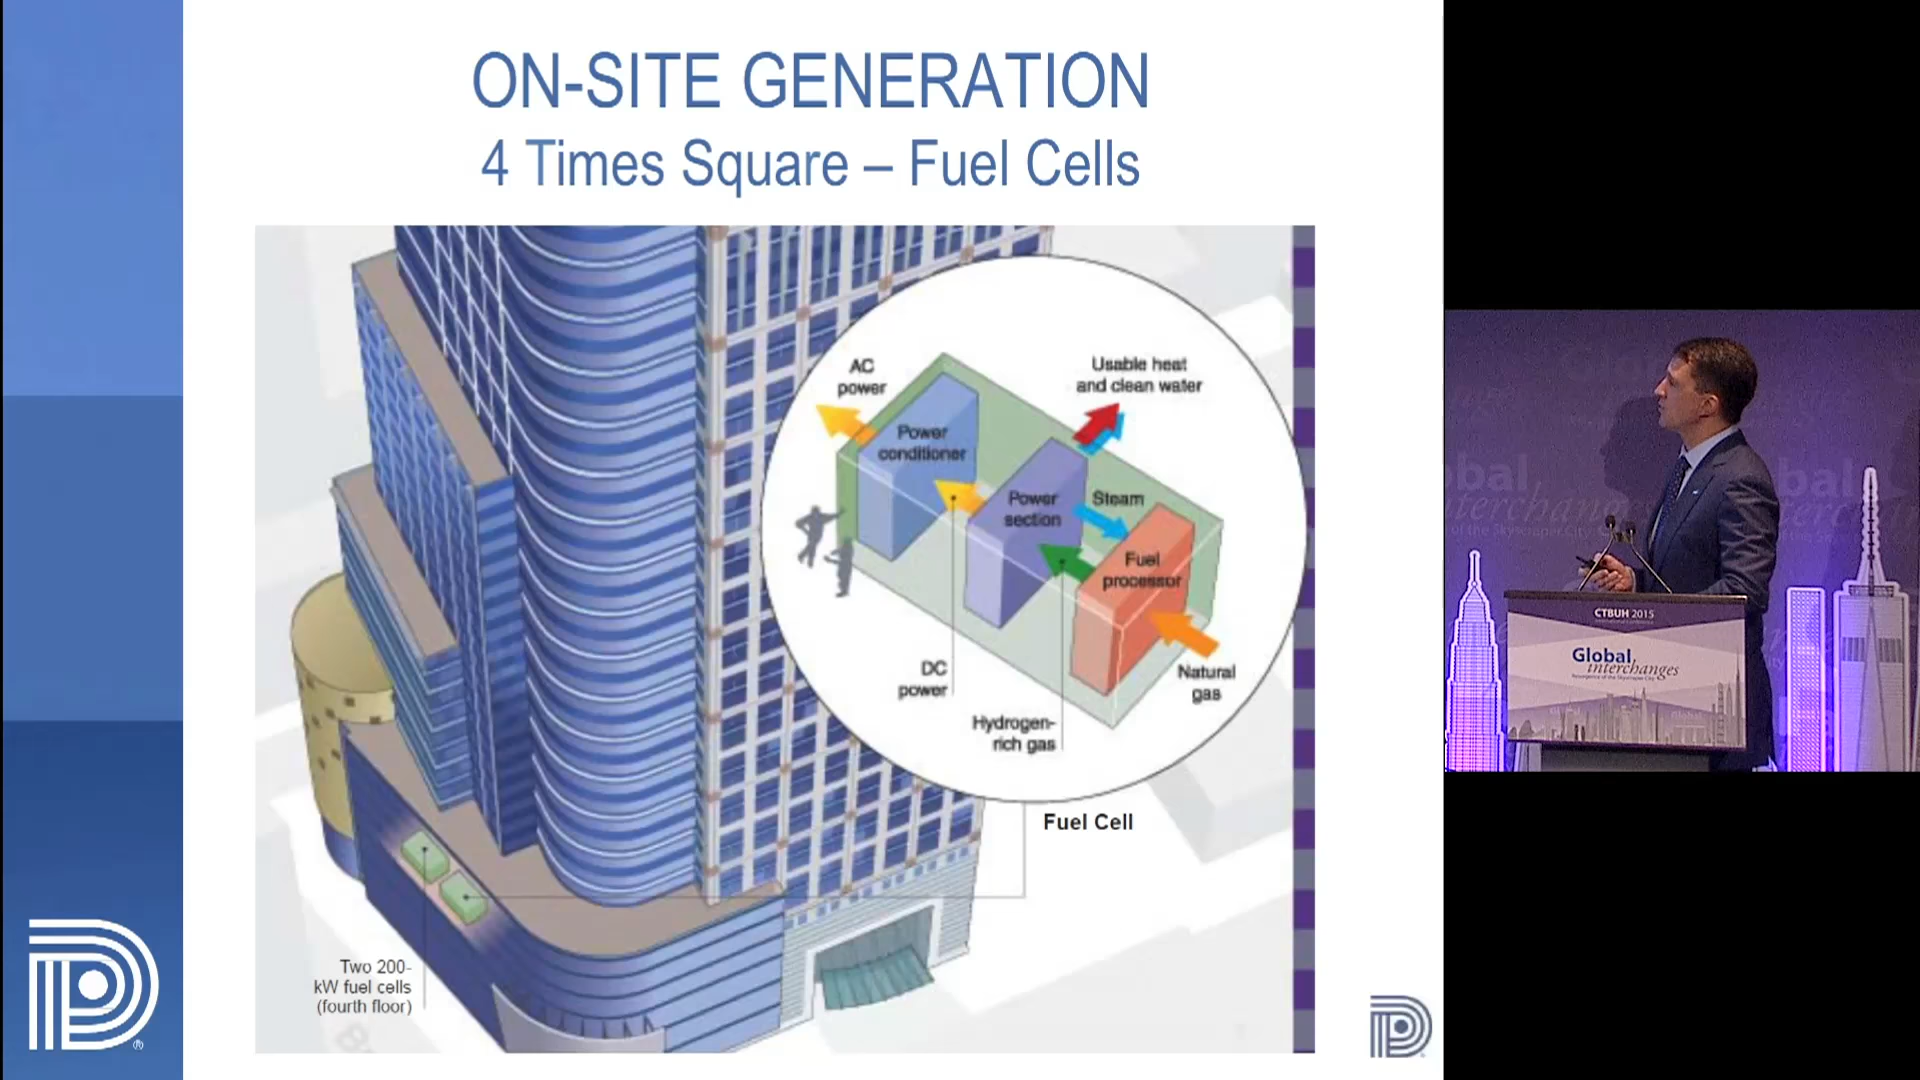 ON-SITE GENERATION
4 Times Square – Fuel Cells
AC
power
Usable heat
and clean water
Power
conditioner
Power
section
Steam
Fuel
processor
DC
power
Natural
gas
Hydrogen-
rich gas
Fuel Cell
Two 200-
kW fuel cells
(fourth floor)
CTBUH 2015
Global
interchanges